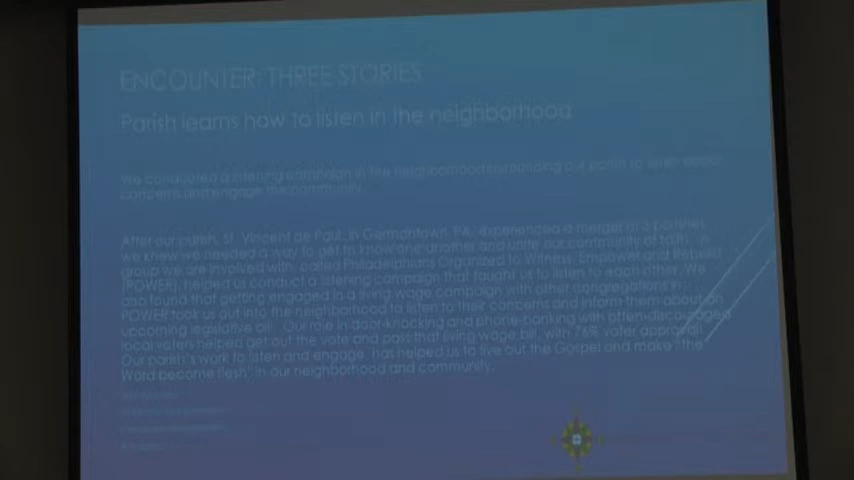 ENCOUNTER: THREE STORIES
Parish learns how to listen in the neighborhood
We conducted a listening campaign in the neighborhood surrounding our parish to learn about
concerns and engage the community.
After our parish, St. Vincent de Paul, in Germantown, PA, experienced a merger of 3 parishes
we knew we needed a way to get to know one another and unite our community of faith. A
group we are involved with, called Philadelphians Organized to Witness, Empower and Rebuild
(POWER), helped us conduct a listening campaign that taught us to listen to each other. We
also found that getting engaged in a living wage campaign with other congregations in
POWER took us out into the neighborhood to listen to their concerns and inform them about an
upcoming legislative bill. Our role in door-knocking and phone-banking with often-discouraged
local voters helped get out the vote and pass that living wage bill, with 76% voter approval!
Our parish's work to listen and engage, has helped us to live out the Gospel and make "the
Word become flesh" in our neighborhood and community.